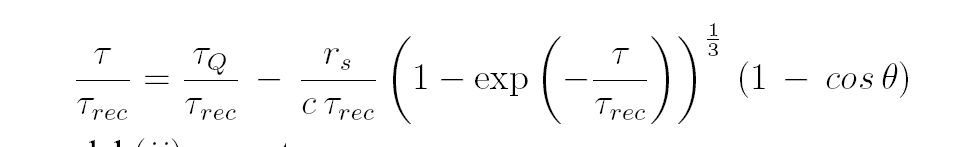 τ/τ_rec = τ_Q/τ_rec − r_s/(c τ_rec) (1 − exp(−τ/τ_rec))^{1/3} (1 − cos θ)